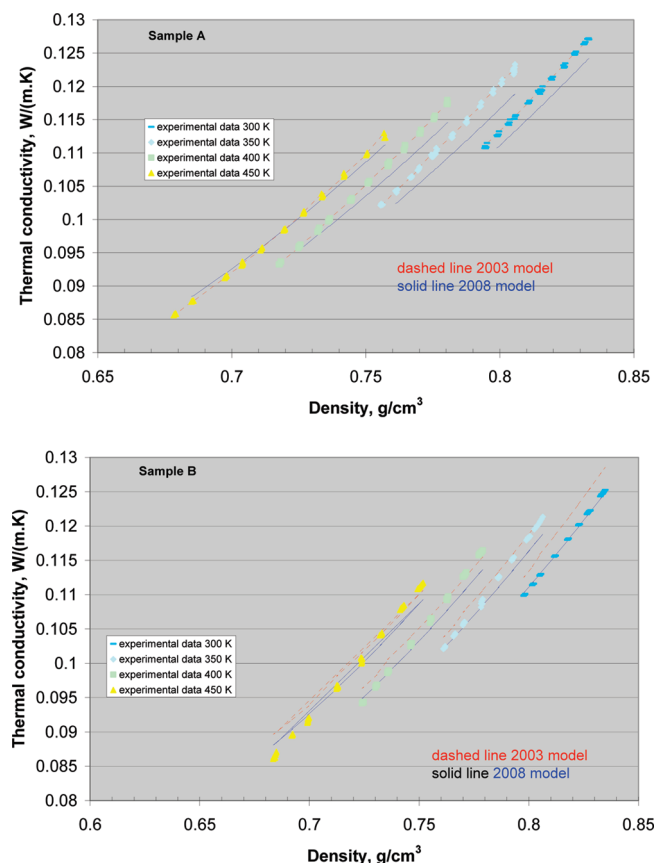 0.13
Sample A
0.125
0.12
0.115
0.11
0.105
0.1
0.095
0.09
0.085
0.08
Thermal conductivity, W/(m.K)
experimental data 300 K
experimental data 350 K
experimental data 400 K
experimental data 450 K
dashed line 2003 model
solid line 2008 model
0.65 0.7 0.75 0.8 0.85
Density, g/cm³
0.13
Sample B
0.125
0.12
0.115
0.11
0.105
0.1
0.095
0.09
0.085
0.08
Thermal conductivity, W/(m.K)
experimental data 300 K
experimental data 350 K
experimental data 400 K
experimental data 450 K
dashed line 2003 model
solid line 2008 model
0.6 0.65 0.7 0.75 0.8 0.85
Density, g/cm³